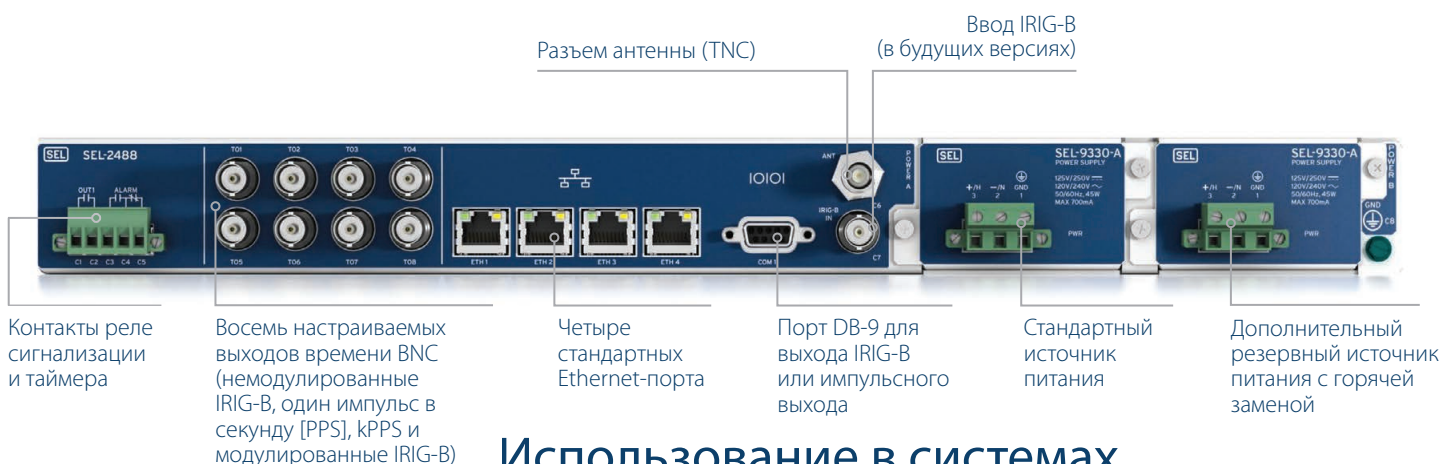 Ввод IRIG-B
(в будущих версиях)
Разъем антенны (TNC)
SEL SEL-2488
OUT1 ALARM
C1 C2 C3 C4 C5
TO1 TO2 TO3 TO4
TO5 TO6 TO7 TO8
ETH 1 ETH 2 ETH 3 ETH 4
IOIOI
COM 1
ANT
C6
IRIG-B
IN
C7
POWER A
SEL SEL-9330-A
POWER SUPPLY
125V/250V
120V/240V
50/60Hz, 45W
MAX 700mA
+/H -/N GND
3 2 1
PWR
SEL SEL-9330-A
POWER SUPPLY
125V/250V
120V/240V
50/60Hz, 45W
MAX 700mA
+/H -/N GND
3 2 1
PWR
POWER B
GND
C8
Контакты реле
сигнализации
и таймера
Восемь настраиваемых
выходов времени BNC
(немодулированные
IRIG-B, один импульс в
секунду [PPS], kPPS и
модулированные IRIG-B)
Четыре
стандартных
Ethernet-порта
Порт DB-9 для
выхода IRIG-B
или импульсного
выхода
Стандартный
источник
питания
Дополнительный
резервный источник
питания с горячей
заменой
Использование в системах